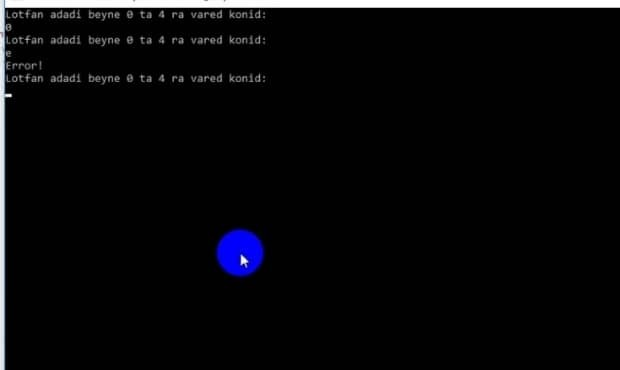 Lotfan adadi beyne 0 ta 4 ra vared konid:
0
Lotfan adadi beyne 0 ta 4 ra vared konid:
e
Error!
Lotfan adadi beyne 0 ta 4 ra vared konid: